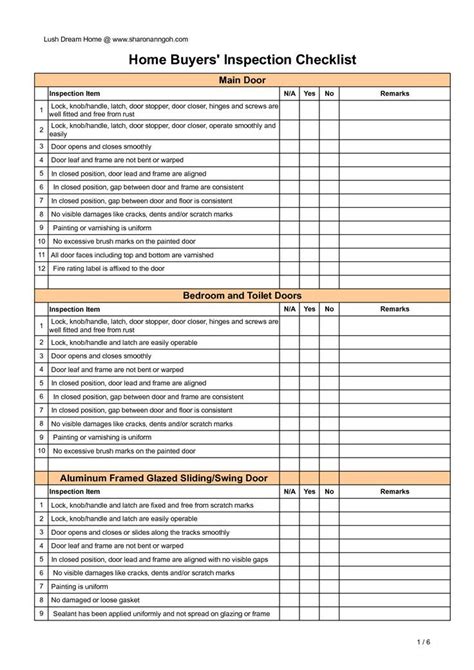 Lush Dream Home @ www.sharonanngoh.com
Home Buyers' Inspection Checklist
Main Door
Inspection Item N/A Yes No Remarks
1 Lock, knob/handle, latch, door stopper, door closer, hinges and screws are
well fitted and free from rust
2 Lock, knob/handle, latch, door stopper, door closer, operate smoothly and
easily
3 Door opens and closes smoothly
4 Door leaf and frame are not bent or warped
5 In closed position, door lead and frame are aligned
6 In closed position, gap between door and frame are consistent
7 In closed position, gap between door and floor is consistent
8 No visible damages like cracks, dents and/or scratch marks
9 Painting or varnishing is uniform
10 No excessive brush marks on the painted door
11 All door faces including top and bottom are varnished
12 Fire rating label is affixed to the door
Bedroom and Toilet Doors
Inspection Item N/A Yes No Remarks
1 Lock, knob/handle, latch, door stopper, door closer, hinges and screws are
well fitted and free from rust
2 Lock, knob/handle, latch are easily operable
3 Door opens and closes smoothly
4 Door leaf and frame are not bent or warped
5 In closed position, door lead and frame are aligned
6 In closed position, gap between door and frame are consistent
7 In closed position, gap between door and floor is consistent
8 No visible damages like cracks, dents and/or scratch marks
9 Painting or varnishing is uniform
10 No excessive brush marks on the painted door
Aluminum Framed Glazed Sliding/Swing Door
Inspection Item N/A Yes No Remarks
1 Lock, knob/handle and latch are fixed and free from scratch marks
2 Lock, knob/handle and latch are easily operable
3 Door opens and closes or slides along the tracks smoothly
4 Door leaf and frame are not bent or warped
5 In closed position, door lead and frame are aligned with no visible gaps
6 No visible damages like cracks, dents and/or scratch marks
7 Painting is uniform
8 No damaged or loose gasket
9 Sealant has been applied uniformly and not spread on glazing or frame
1 / 6